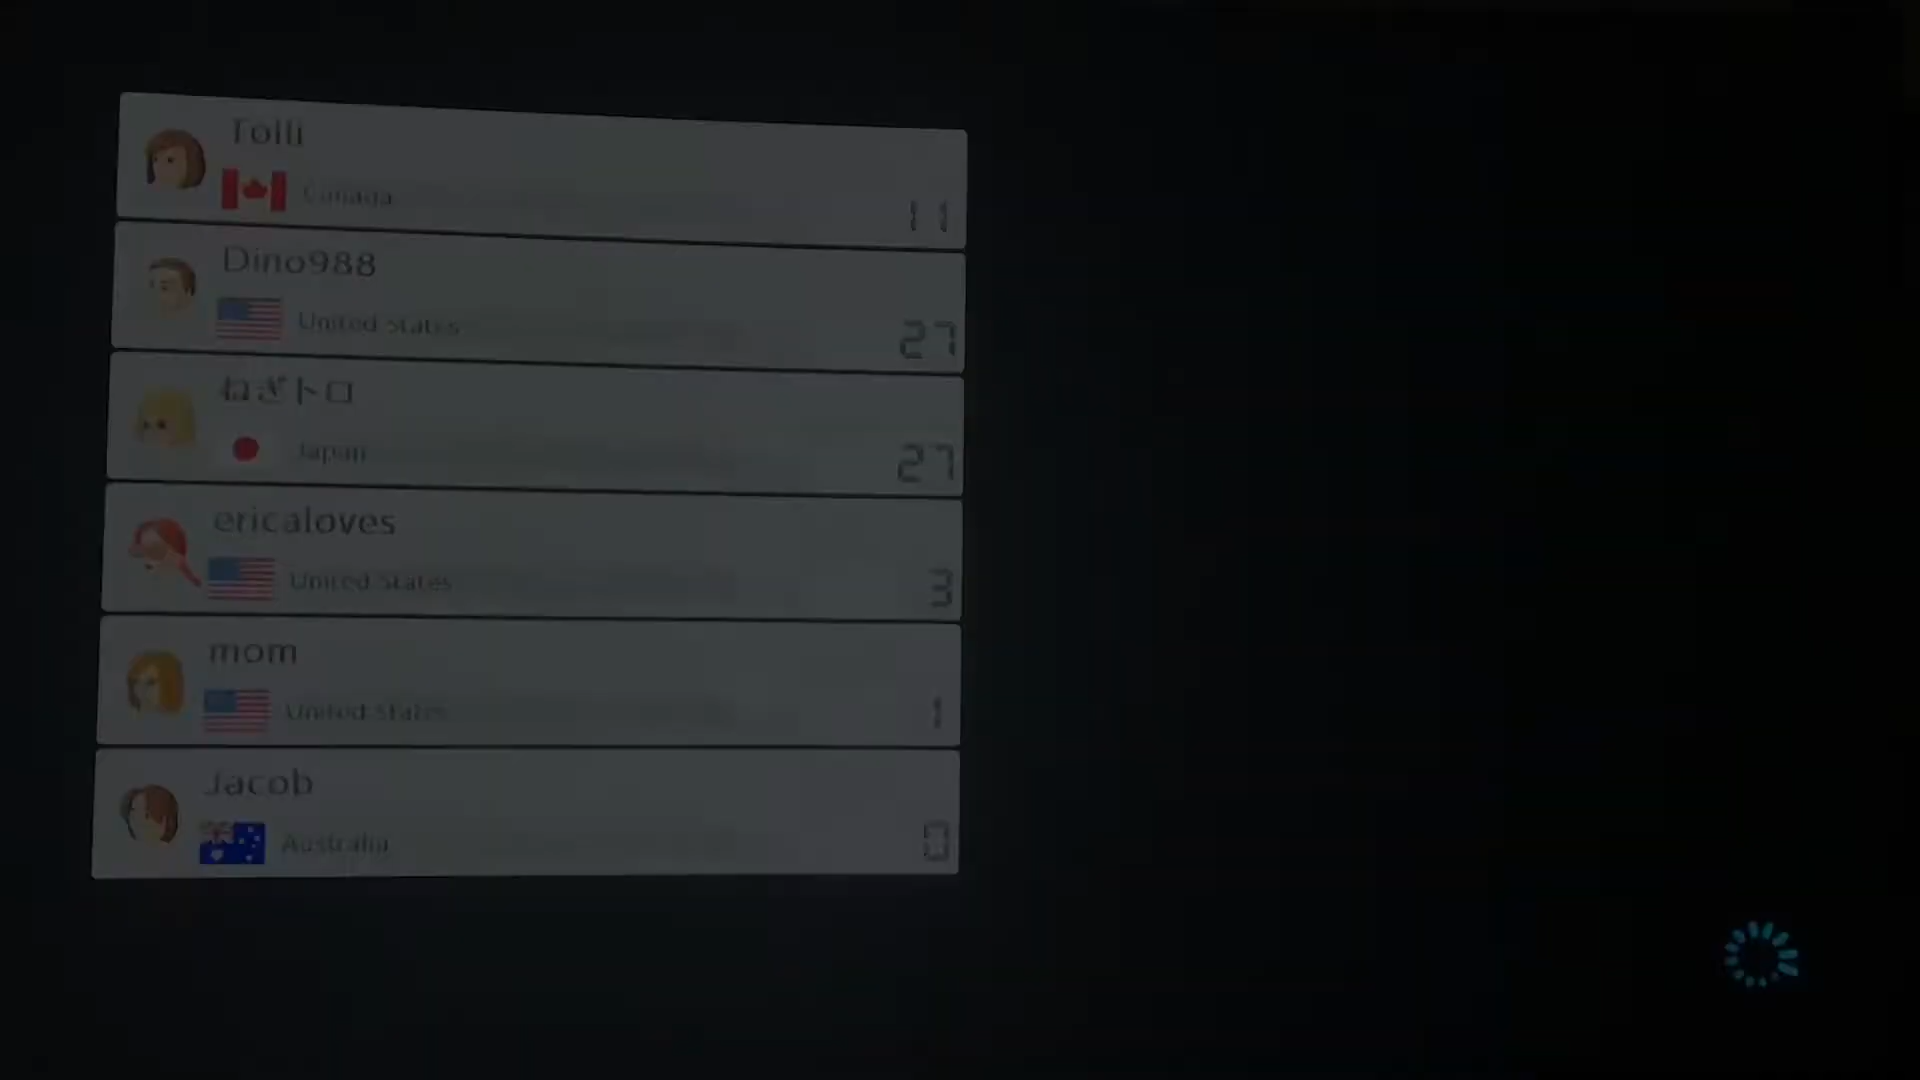 Tolli
Canada
11
Dino988
United States
27
ねぎトロ
Japan
27
ericaloves
United States
3
mom
United States
1
Jacob
Australia
0